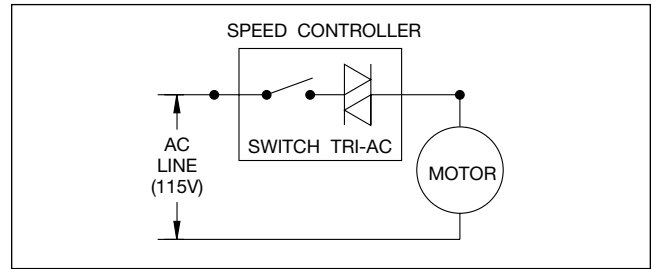 SPEED CONTROLLER
SWITCH TRI-AC
AC
LINE
(115V)
MOTOR